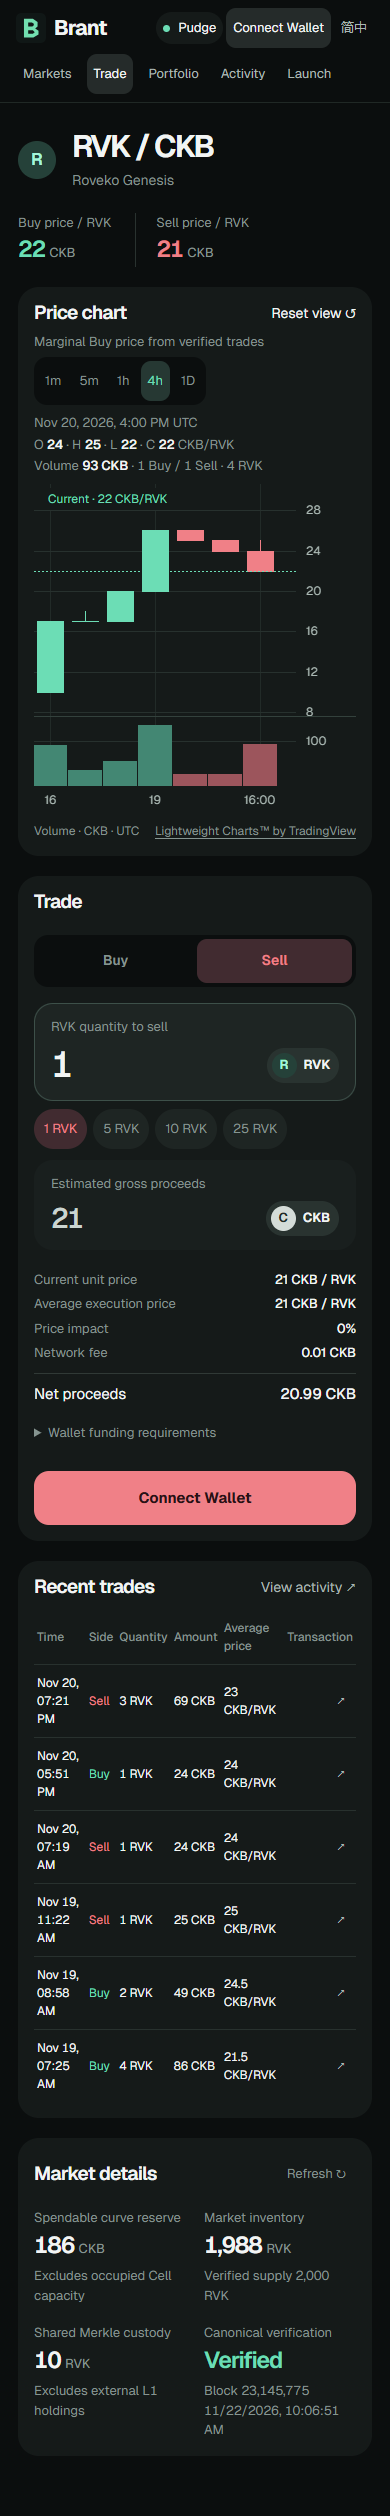 Brant
Pudge
Connect Wallet
简中
Markets
Trade
Portfolio
Activity
Launch
R
RVK / CKB
Roveko Genesis
Buy price / RVK
22 CKB
Sell price / RVK
21 CKB
Price chart
Reset view ↺
Marginal Buy price from verified trades
1m
5m
1h
4h
1D
Nov 20, 2026, 4:00 PM UTC
O 24 · H 25 · L 22 · C 22 CKB/RVK
Volume 93 CKB · 1 Buy / 1 Sell · 4 RVK
Current · 22 CKB/RVK
28
24
20
16
12
8
100
16
19
16:00
Volume · CKB · UTC
Lightweight Charts™ by TradingView
Trade
Buy
Sell
RVK quantity to sell
1
R RVK
1 RVK
5 RVK
10 RVK
25 RVK
Estimated gross proceeds
21
C CKB
Current unit price 21 CKB / RVK
Average execution price 21 CKB / RVK
Price impact 0%
Network fee 0.01 CKB
Net proceeds 20.99 CKB
▶ Wallet funding requirements
Connect Wallet
Recent trades
View activity ↗
Time Side Quantity Amount Average price Transaction
Nov 20, 07:21 PM Sell 3 RVK 69 CKB 23 CKB/RVK ↗
Nov 20, 05:51 PM Buy 1 RVK 24 CKB 24 CKB/RVK ↗
Nov 20, 07:19 AM Sell 1 RVK 24 CKB 24 CKB/RVK ↗
Nov 19, 11:22 AM Sell 1 RVK 25 CKB 25 CKB/RVK ↗
Nov 19, 08:58 AM Buy 2 RVK 49 CKB 24.5 CKB/RVK ↗
Nov 19, 07:25 AM Buy 4 RVK 86 CKB 21.5 CKB/RVK ↗
Market details
Refresh ↻
Spendable curve reserve
186 CKB
Excludes occupied Cell
capacity
Market inventory
1,988 RVK
Verified supply 2,000
RVK
Shared Merkle custody
10 RVK
Excludes external L1
holdings
Canonical verification
Verified
Block 23,145,775
11/22/2026, 10:06:51
AM